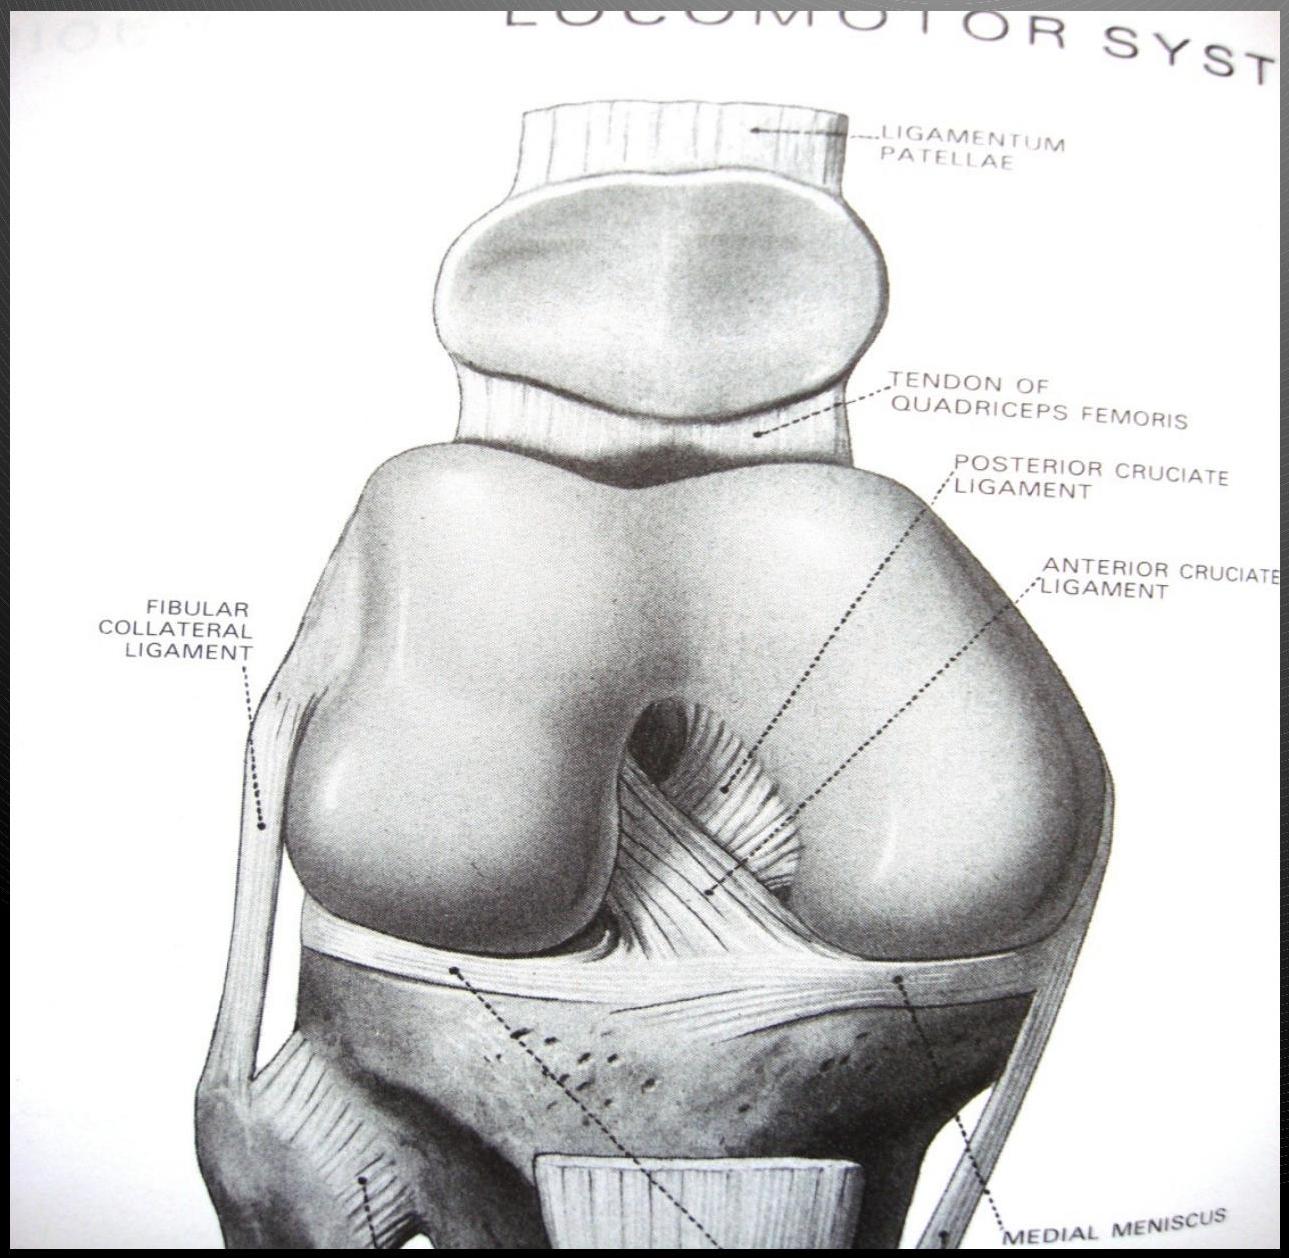 LOCOMOTOR SYST
LIGAMENTUM
PATELLAE
TENDON OF
QUADRICEPS FEMORIS
POSTERIOR CRUCIATE
LIGAMENT
ANTERIOR CRUCIATE
LIGAMENT
FIBULAR
COLLATERAL
LIGAMENT
MEDIAL MENISCUS